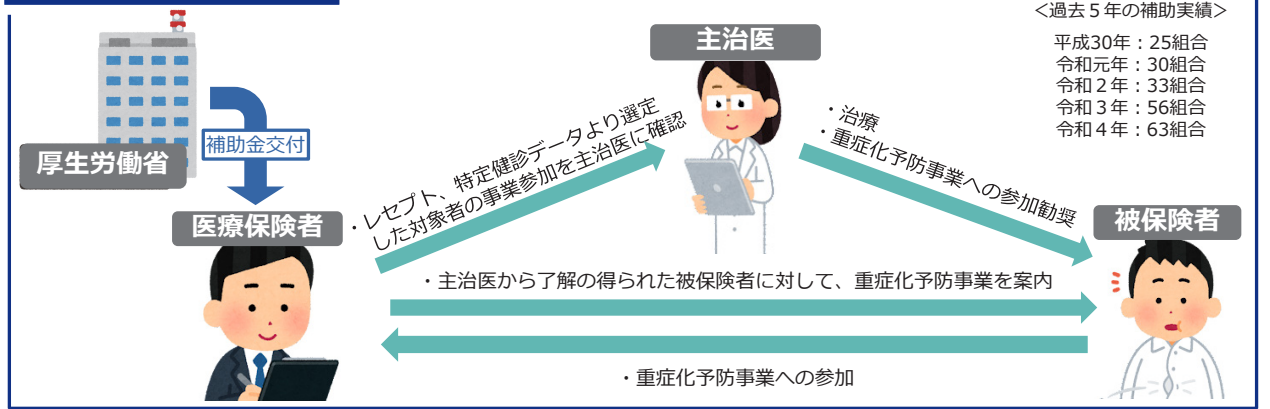 ＜過去５年の補助実績＞
平成30年：25組合
令和元年：30組合
令和２年：33組合
令和３年：56組合
令和４年：63組合
主治医
厚生労働省
補助金交付
医療保険者
・レセプト、特定健診データより選定
した対象者の事業参加を主治医に確認
・治療
・重症化予防事業への参加勧奨
被保険者
・主治医から了解の得られた被保険者に対して、重症化予防事業を案内
・重症化予防事業への参加